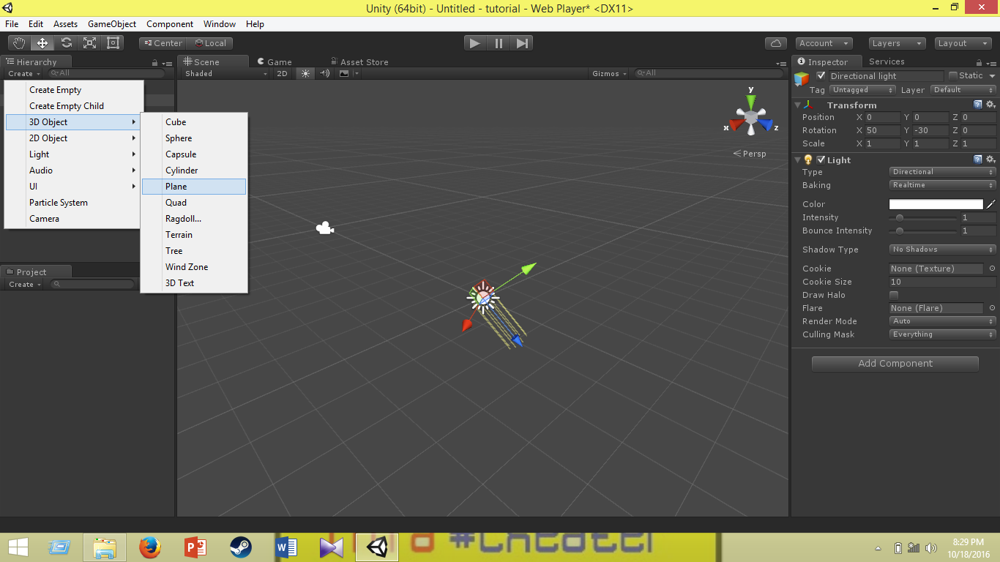 Unity (64bit) - Untitled - tutorial - Web Player* <DX11>
File Edit Assets GameObject Component Window Help
Center Local Account Layers Layout
Hierarchy
Create All
Create Empty
Create Empty Child
3D Object
2D Object
Light
Audio
UI
Particle System
Camera
Cube
Sphere
Capsule
Cylinder
Plane
Quad
Ragdoll...
Terrain
Tree
Wind Zone
3D Text
Project
Create
Scene Game Asset Store
Shaded 2D Gizmos All
y
x z
Persp
Inspector Services
Directional light Static
Tag Untagged Layer Default
Transform
Position X 0 Y 0 Z 0
Rotation X 50 Y -30 Z 0
Scale X 1 Y 1 Z 1
Light
Type Directional
Baking Realtime
Color
Intensity 1
Bounce Intensity 1
Shadow Type No Shadows
Cookie None (Texture)
Cookie Size 10
Draw Halo
Flare None (Flare)
Render Mode Auto
Culling Mask Everything
Add Component
8:29 PM
10/18/2016